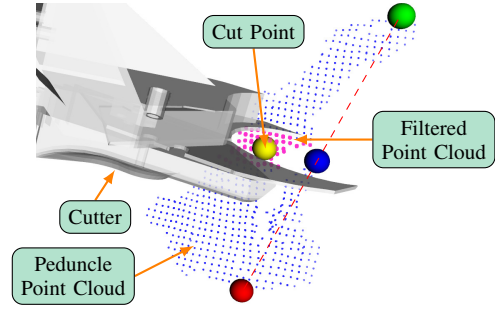 Cut Point
Filtered
Point Cloud
Cutter
Peduncle
Point Cloud